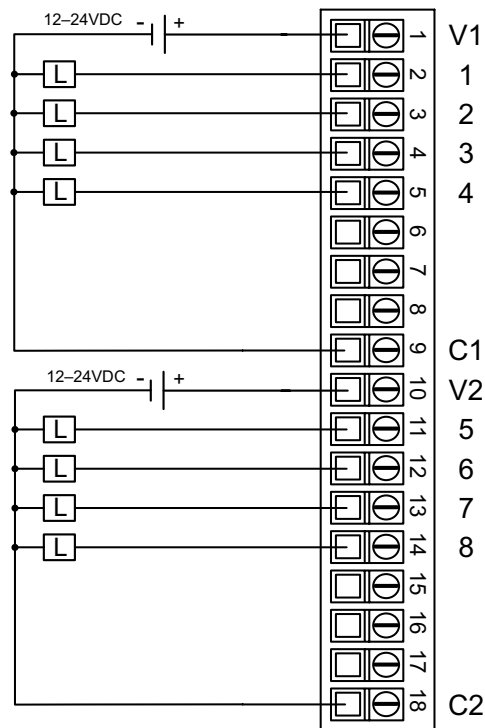 12–24VDC - + 1 V1
L 2 1
L 3 2
L 4 3
L 5 4
6
7
8
9 C1
12–24VDC - + 10 V2
L 11 5
L 12 6
L 13 7
L 14 8
15
16
17
18 C2